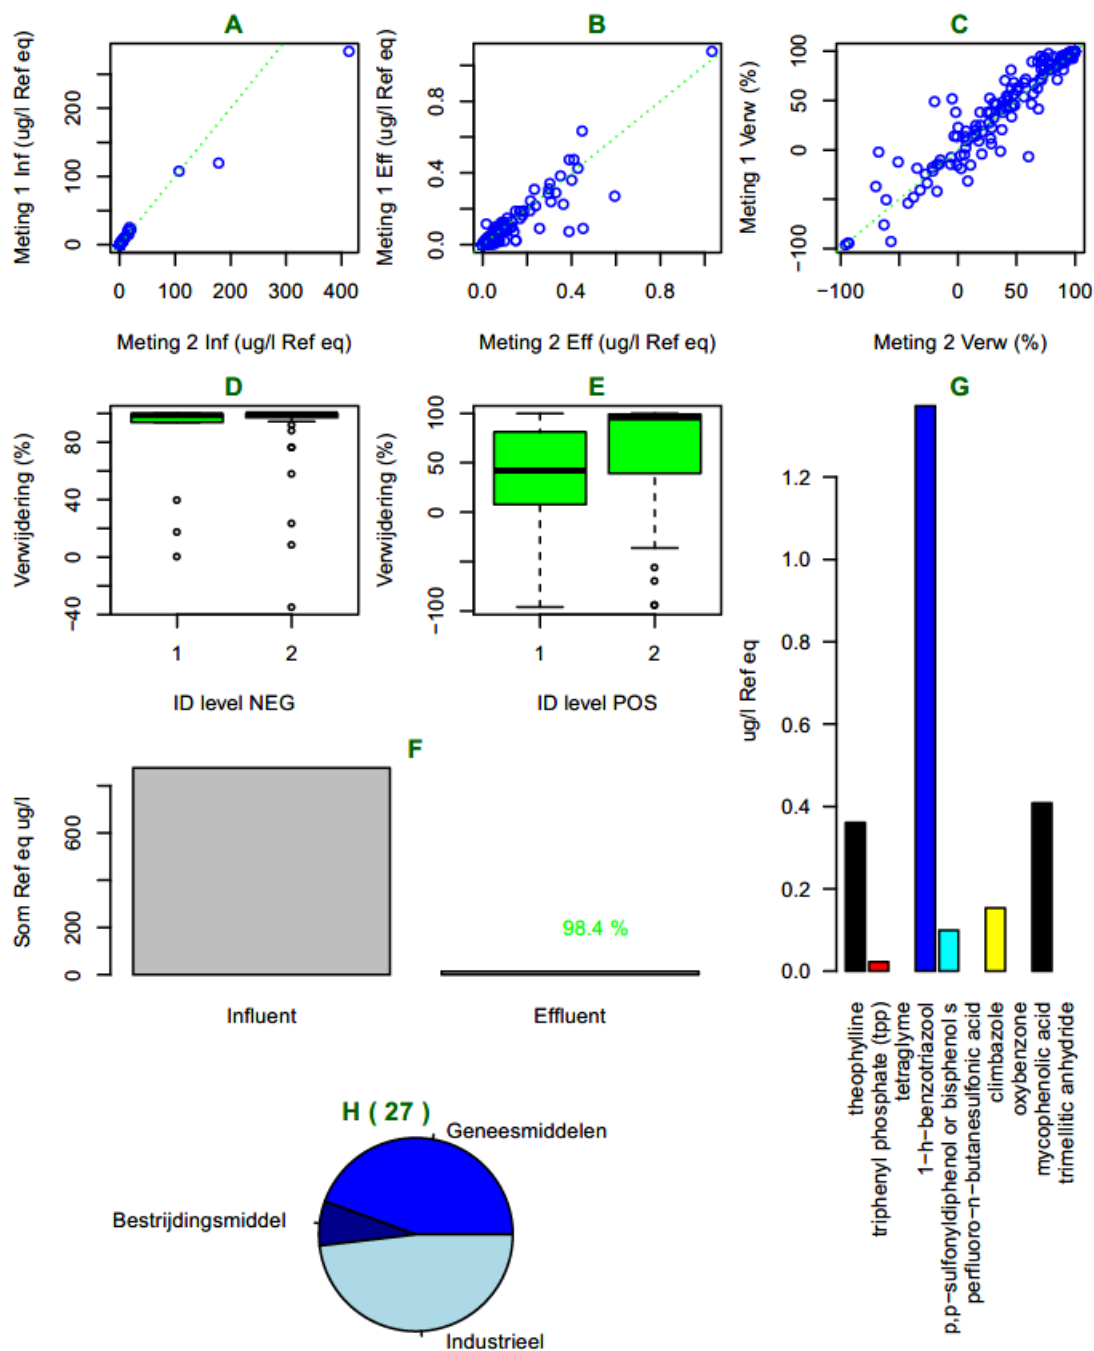 A
Meting 1 Inf (ug/l Ref eq)
0
100
200
0
100
200
300
400
Meting 2 Inf (ug/l Ref eq)
B
Meting 1 Eff (ug/l Ref eq)
0.0
0.4
0.8
0.0
0.4
0.8
Meting 2 Eff (ug/l Ref eq)
C
Meting 1 Verw (%)
−100
0
50
100
−100
0
50
100
Meting 2 Verw (%)
D
Verwijdering (%)
−40
0
40
80
1
2
ID level NEG
E
Verwijdering (%)
−100
0
50
100
1
2
ID level POS
F
Som Ref eq ug/l
0
200
600
98.4 %
Influent
Effluent
G
ug/l Ref eq
0.0
0.2
0.4
0.6
0.8
1.0
1.2
theophylline
triphenyl phosphate (tpp)
tetraglyme
1−h−benzotriazool
p,p−sulfonyldiphenol or bisphenol s
perfluoro−n−butanesulfonic acid
climbazole
oxybenzone
mycophenolic acid
trimellitic anhydride
H ( 27 )
Geneesmiddelen
Bestrijdingsmiddel
Industrieel